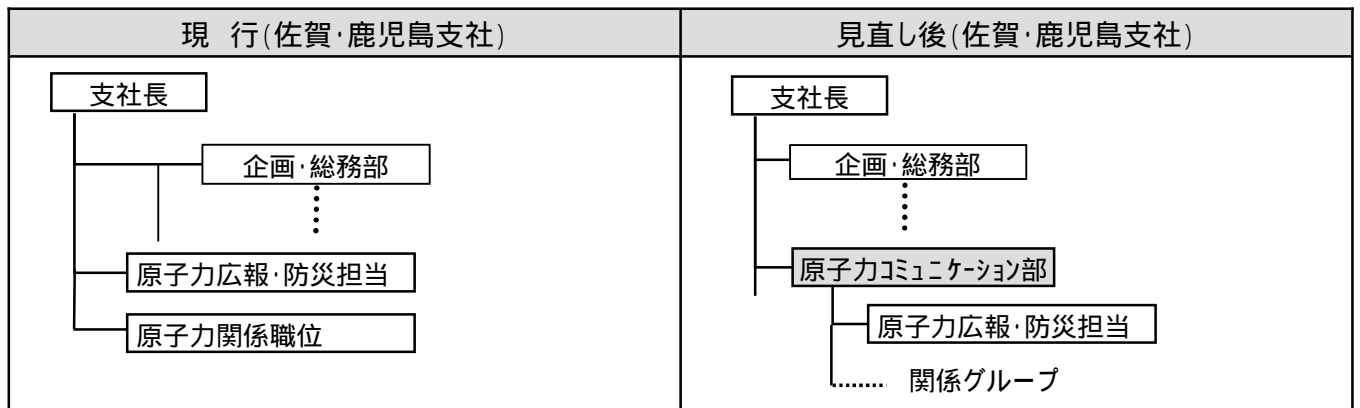 現　行(佐賀･鹿児島支社)
支社長
企画･総務部
原子力広報･防災担当
原子力関係職位
見直し後(佐賀･鹿児島支社)
支社長
企画･総務部
原子力ｺﾐｭﾆｹｰｼｮﾝ部
原子力広報･防災担当
関係グループ